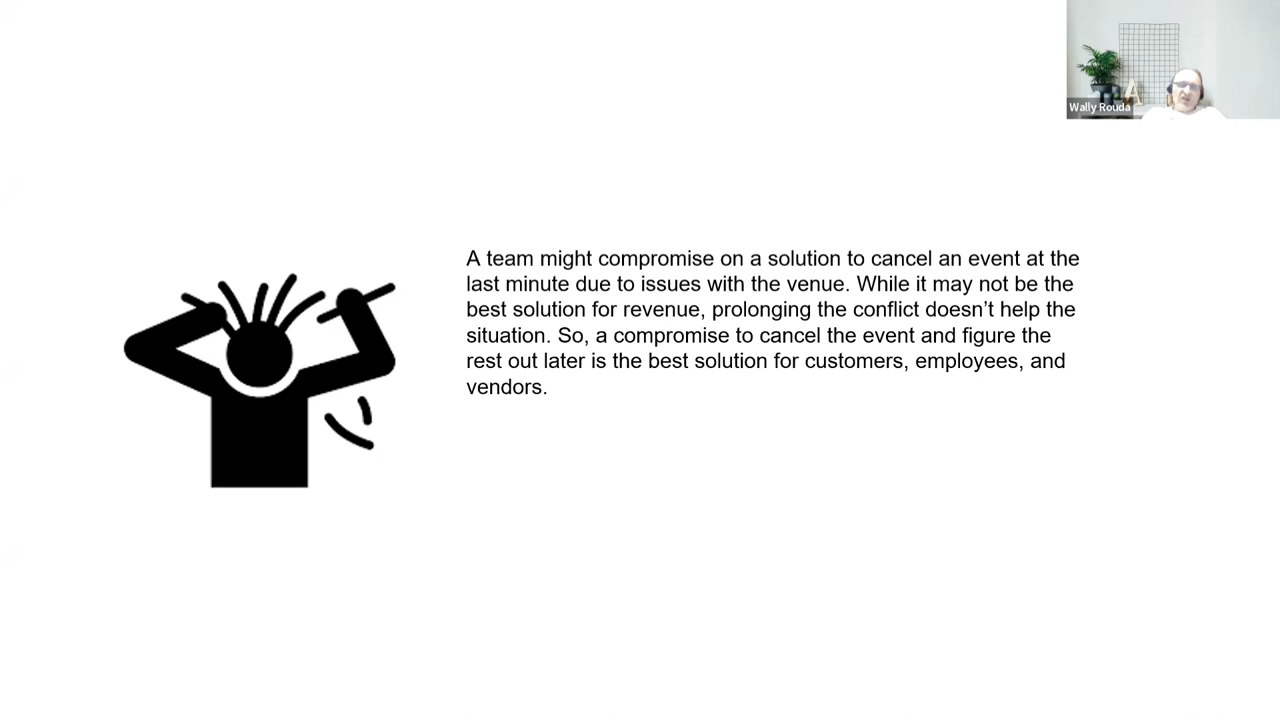 Wally Rouda
A team might compromise on a solution to cancel an event at the
last minute due to issues with the venue. While it may not be the
best solution for revenue, prolonging the conflict doesn’t help the
situation. So, a compromise to cancel the event and figure the
rest out later is the best solution for customers, employees, and
vendors.